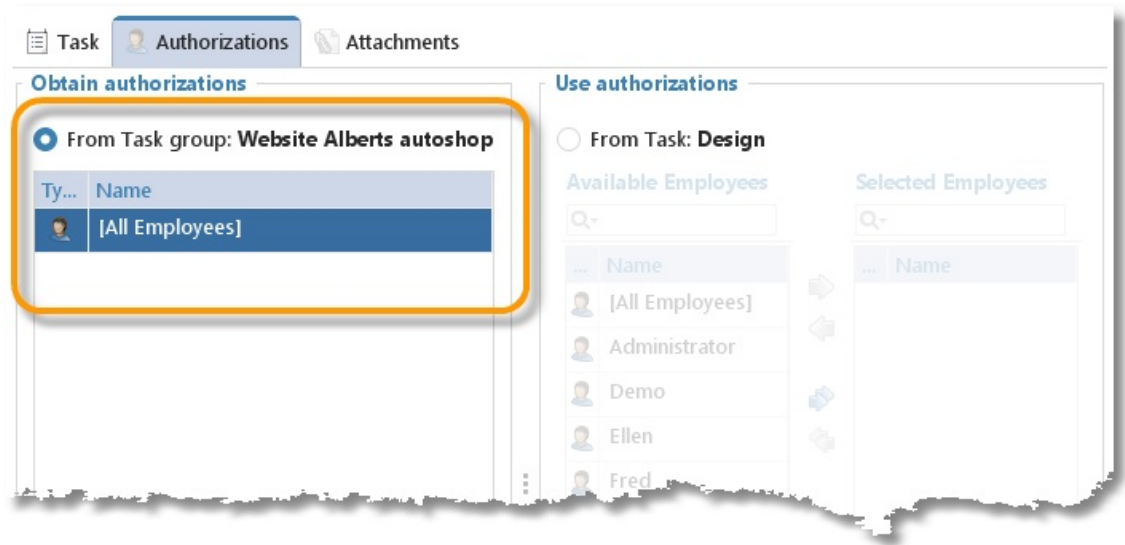 Task Authorizations Attachments
Obtain authorizations
From Task group: Website Alberts autoshop
Ty... Name
[All Employees]
Use authorizations
From Task: Design
Available Employees
... Name
[All Employees]
Administrator
Demo
Ellen
Fred
Selected Employees
... Name